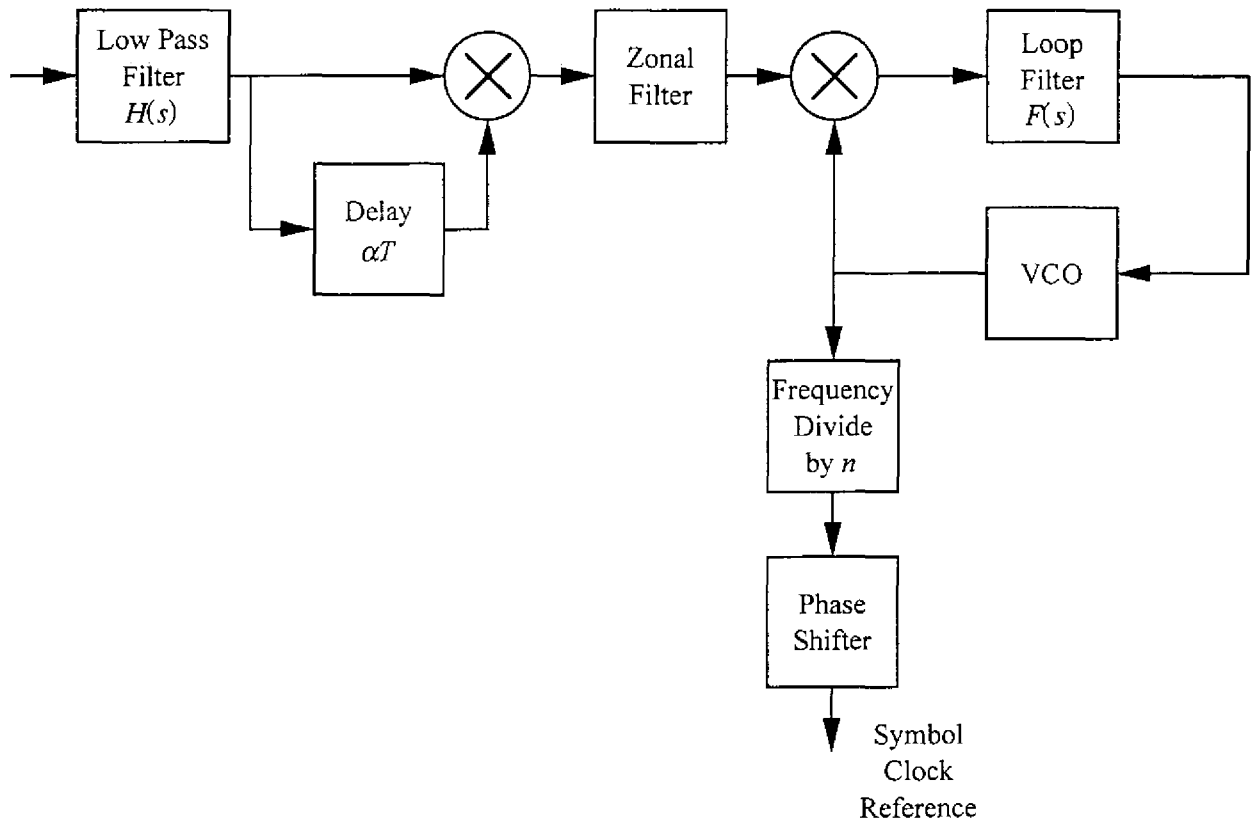 Low Pass
Filter
H(s)
Zonal
Filter
Loop
Filter
F(s)
Delay
αT
VCO
Frequency
Divide
by n
Phase
Shifter
Symbol
Clock
Reference